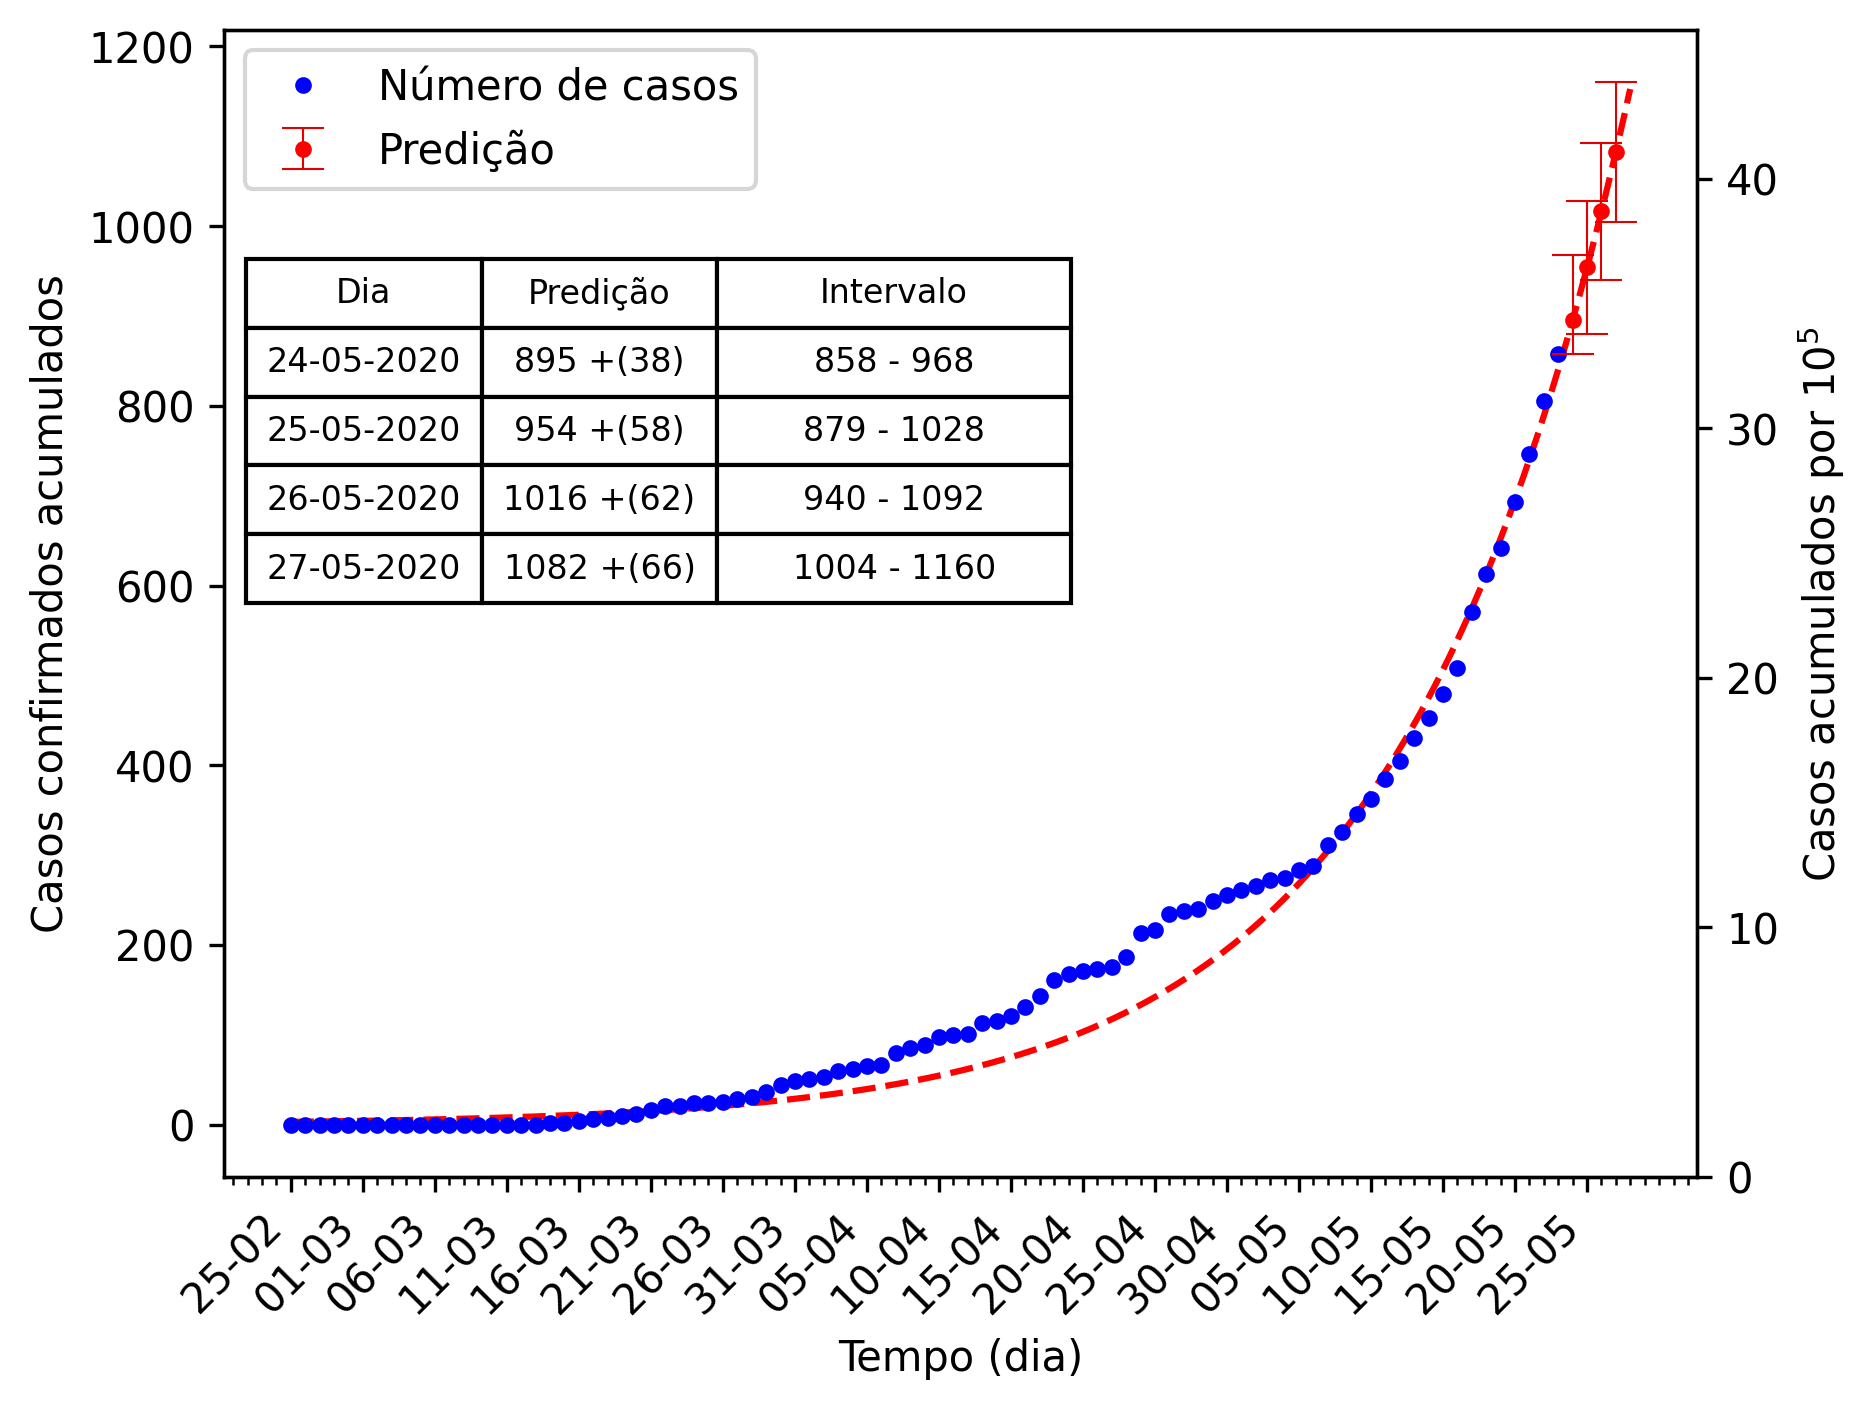 Número de casos
Predição
Dia Predição Intervalo
24-05-2020 895 +(38) 858 - 968
25-05-2020 954 +(58) 879 - 1028
26-05-2020 1016 +(62) 940 - 1092
27-05-2020 1082 +(66) 1004 - 1160
Casos confirmados acumulados
1200
1000
800
600
400
200
0
Casos acumulados por 10⁵
40
30
20
10
0
25-02 01-03 06-03 11-03 16-03 21-03 26-03 31-03 05-04 10-04 15-04 20-04 25-04 30-04 05-05 10-05 15-05 20-05 25-05
Tempo (dia)